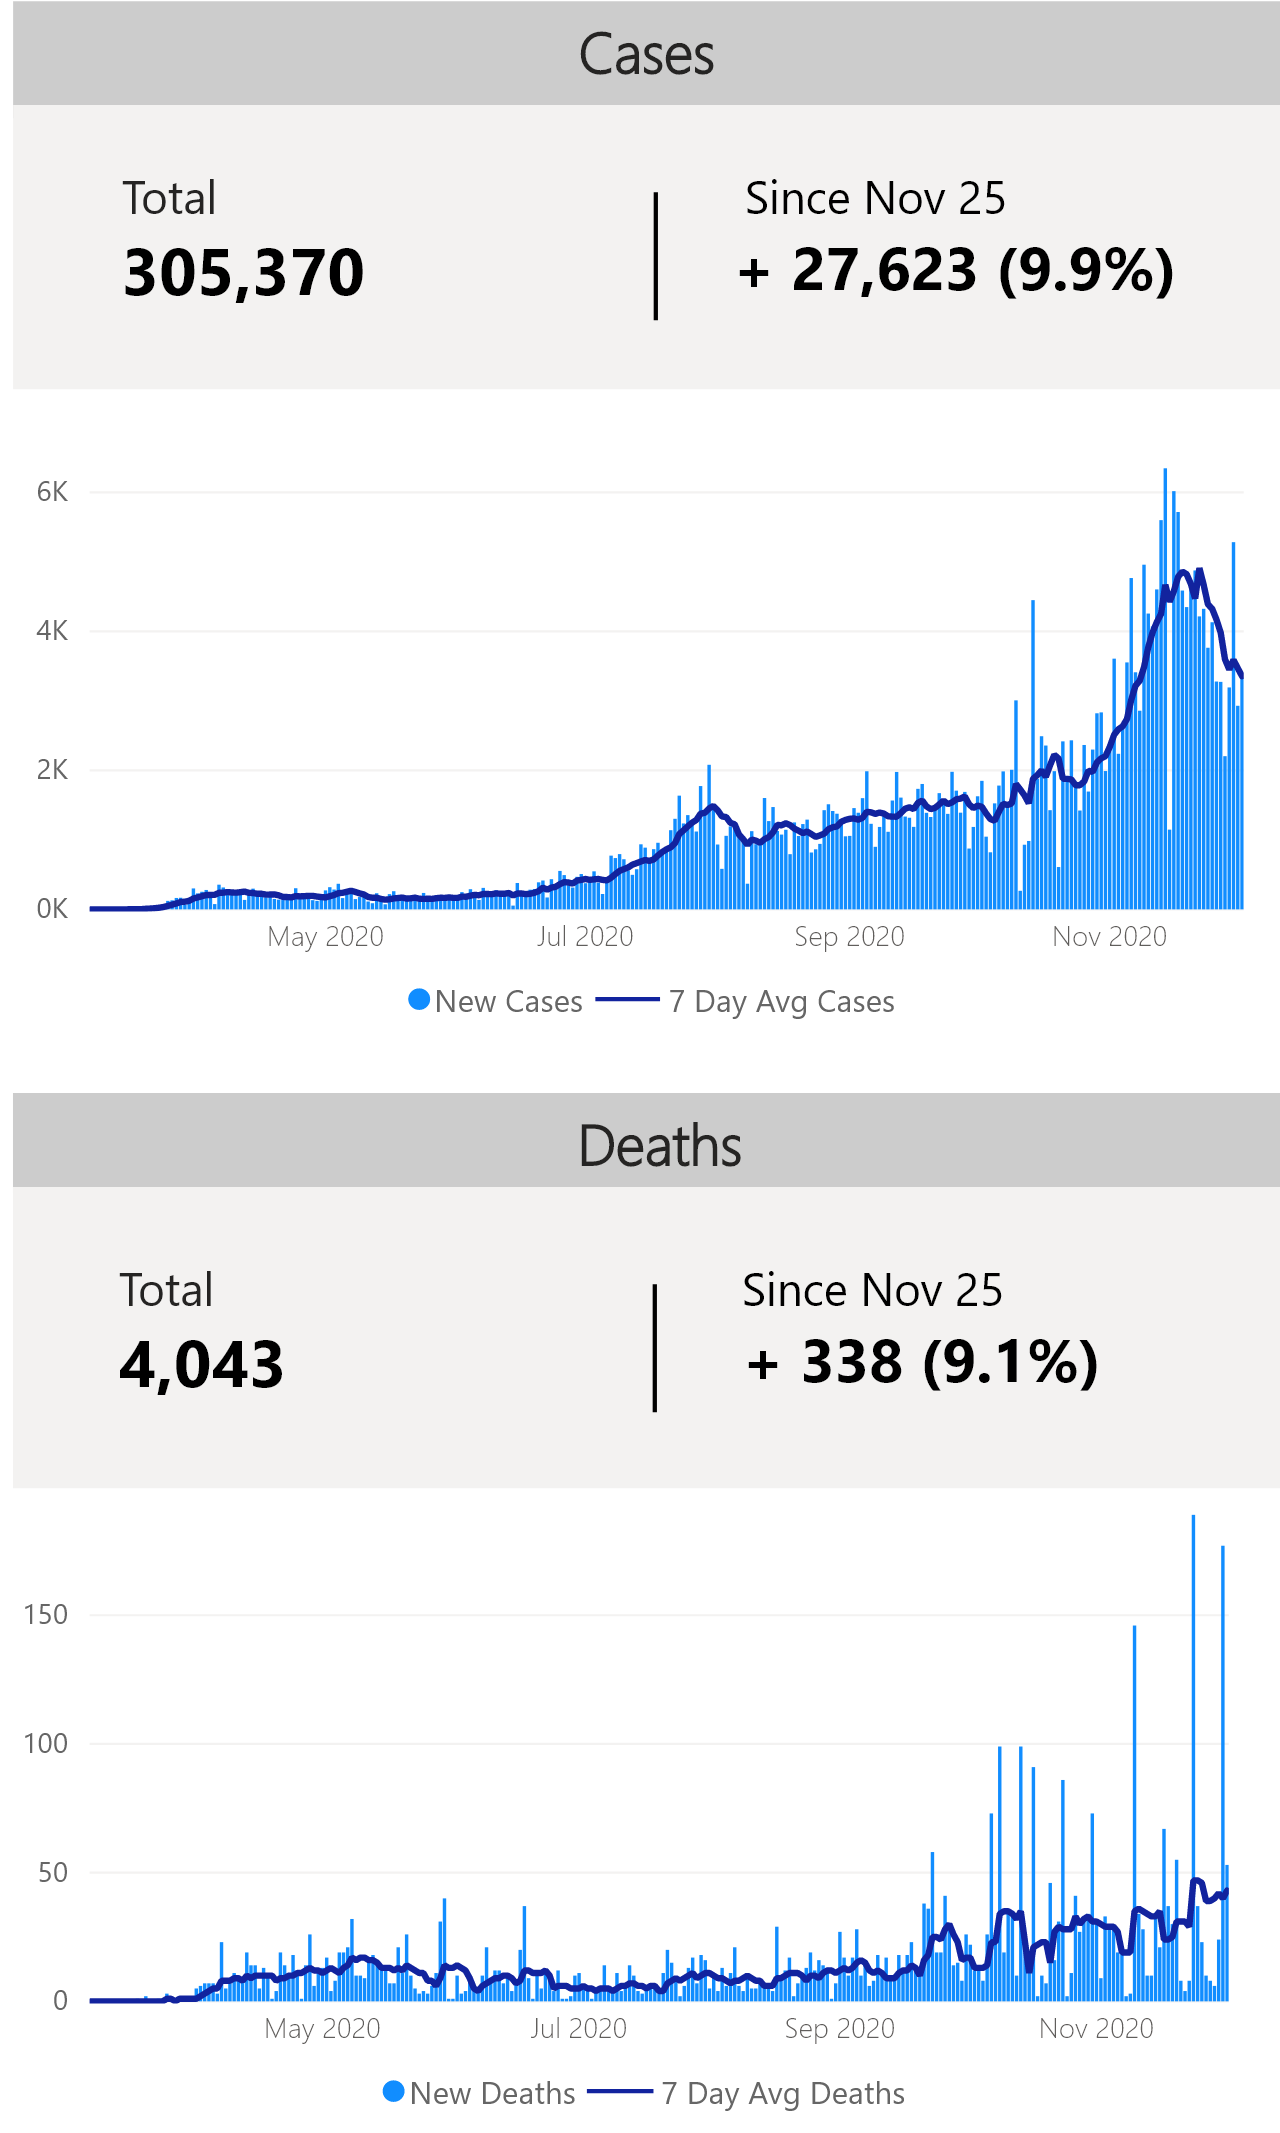 Cases
Total
Since Nov 25
305,370
+ 27,623 (9.9%)
6K
4K
2K
0K
May 2020
Jul 2020
Sep 2020
Nov 2020
New Cases
7 Day Avg Cases
Deaths
Total
Since Nov 25
4,043
+ 338 (9.1%)
150
100
50
0
May 2020
Jul 2020
Sep 2020
Nov 2020
New Deaths
7 Day Avg Deaths